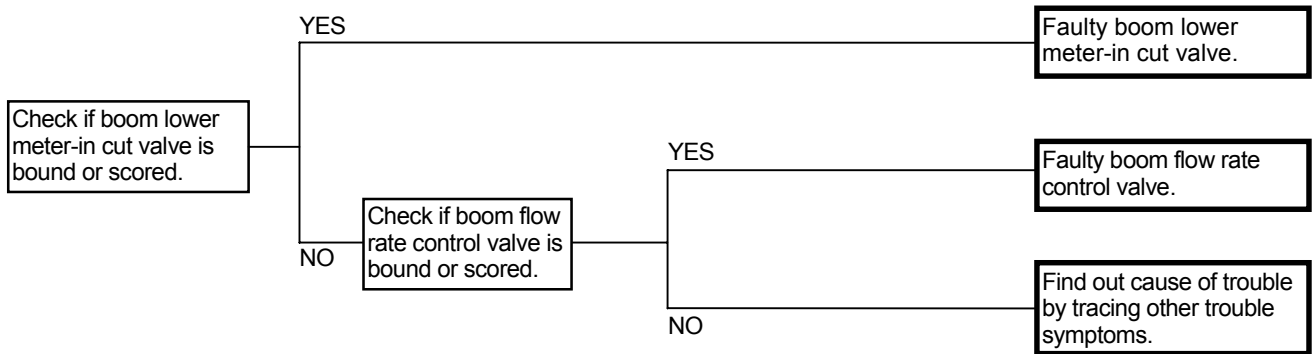 YES
Faulty boom lower
meter-in cut valve.
Check if boom lower
meter-in cut valve is
bound or scored.
YES
Faulty boom flow rate
control valve.
NO
Check if boom flow
rate control valve is
bound or scored.
NO
Find out cause of trouble
by tracing other trouble
symptoms.